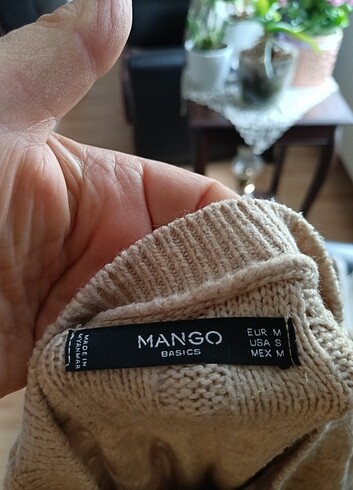 MADE IN
MYANMAR
MANGO
BASICS
EUR M
USA S
MEX M